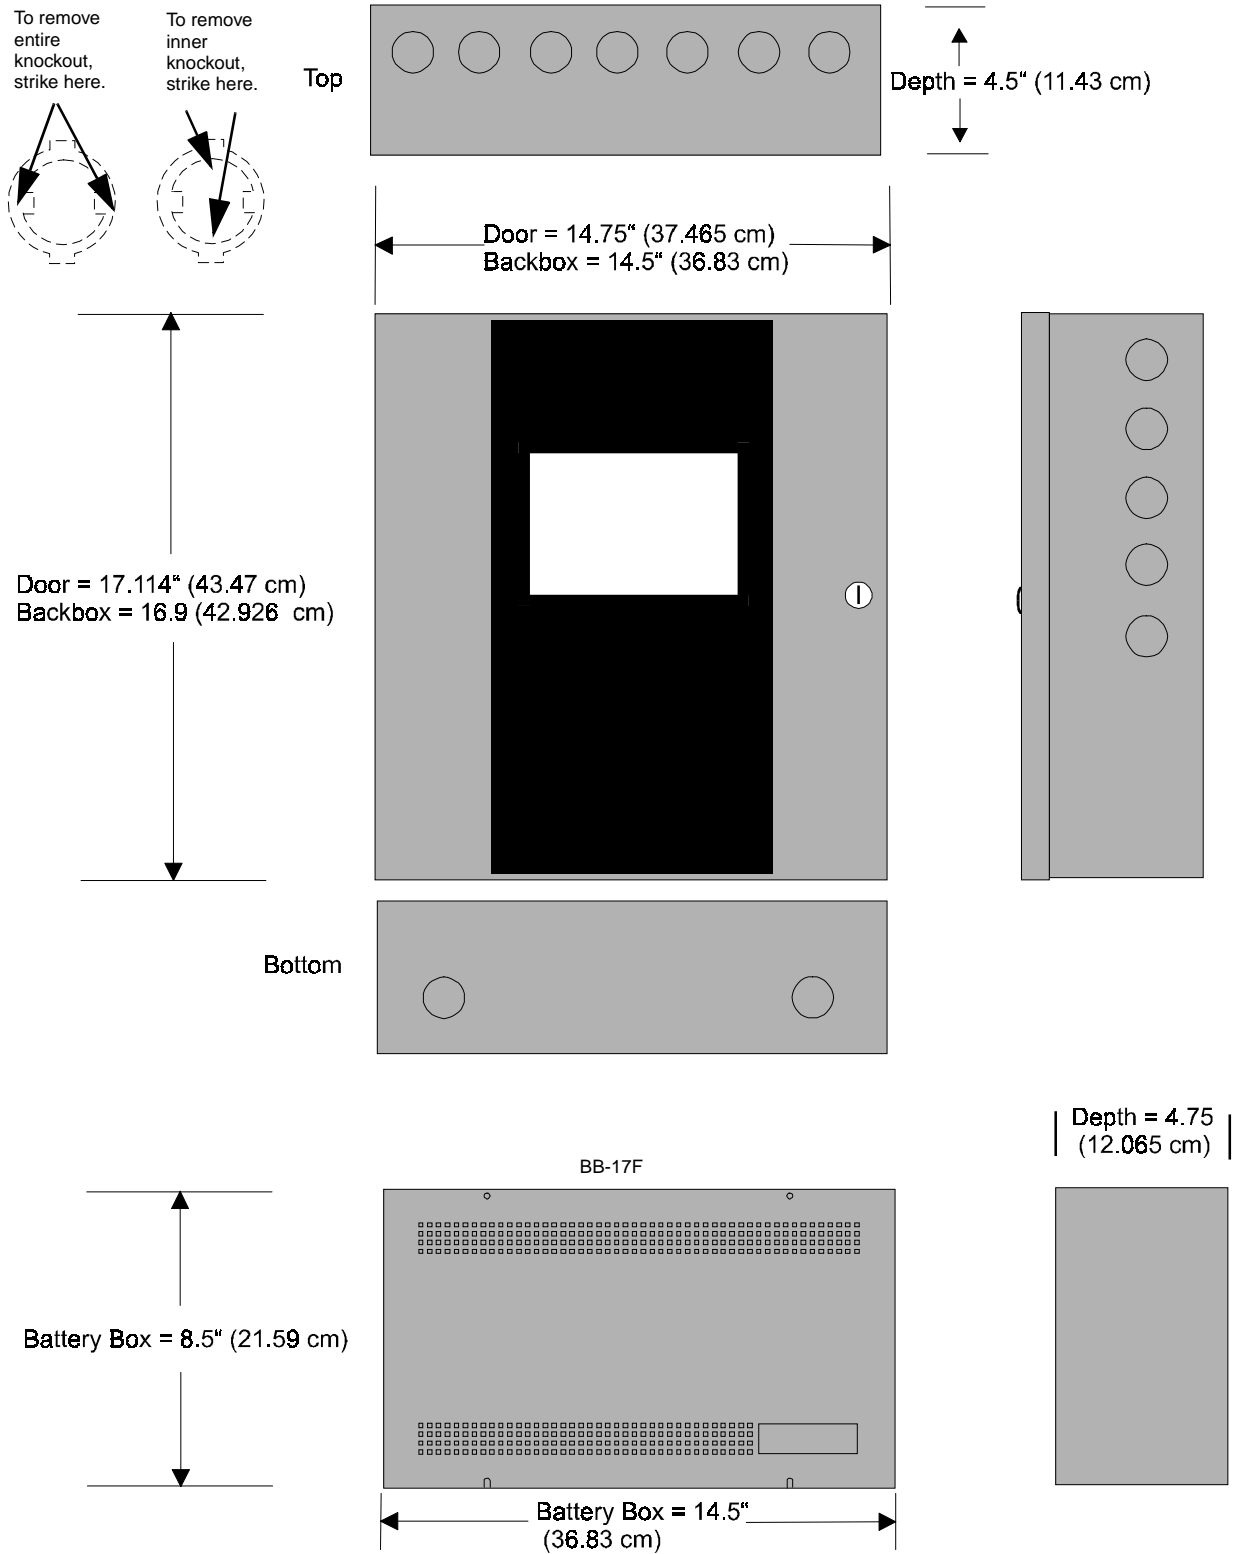 To remove
entire
knockout,
strike here.
To remove
inner
knockout,
strike here.
Top
Depth = 4.5“ (11.43 cm)
Door = 14.75“ (37.465 cm)
Backbox = 14.5“ (36.83 cm)
Door = 17.114“ (43.47 cm)
Backbox = 16.9 (42.926 cm)
Bottom
Depth = 4.75
(12.065 cm)
BB-17F
Battery Box = 8.5“ (21.59 cm)
Battery Box = 14.5“
(36.83 cm)